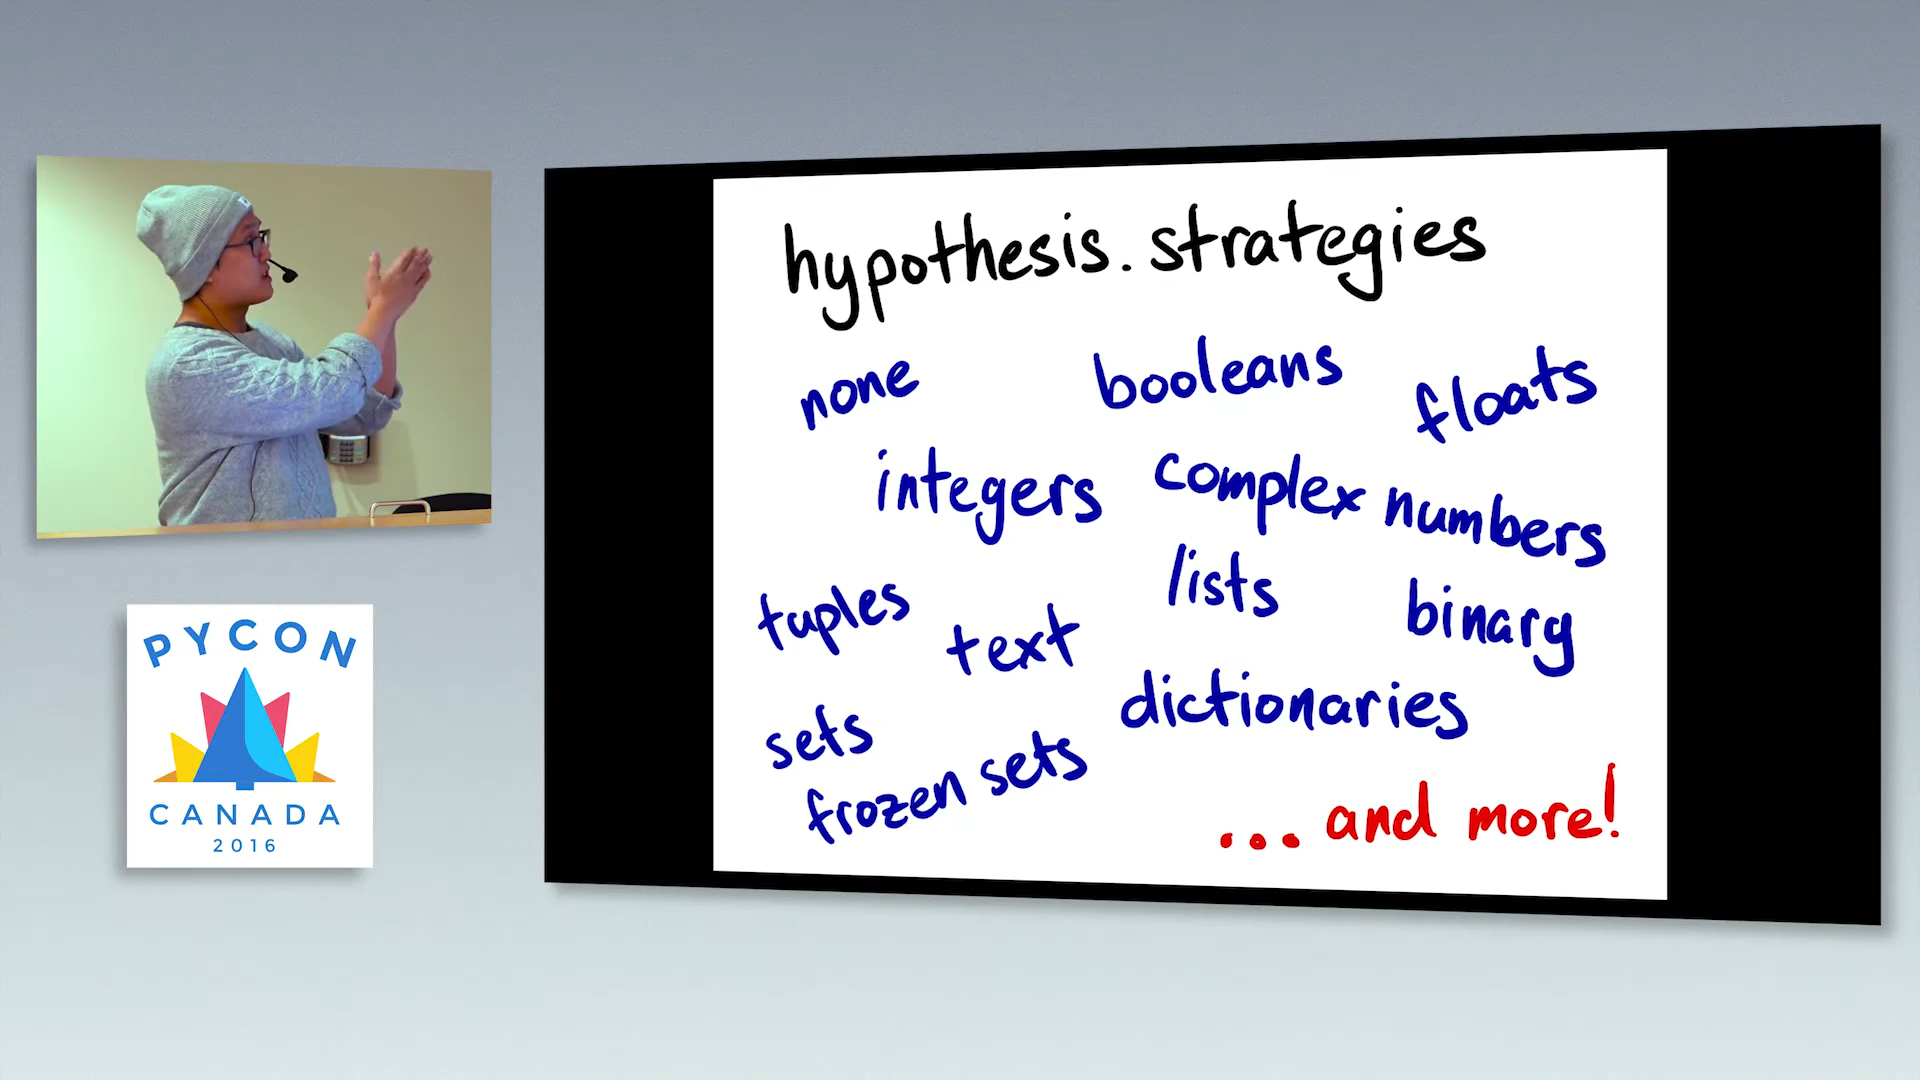 hypothesis.strategies
none booleans floats
integers complex numbers
tuples text lists binary
sets dictionaries
frozen sets
... and more!
PYCON
CANADA
2016